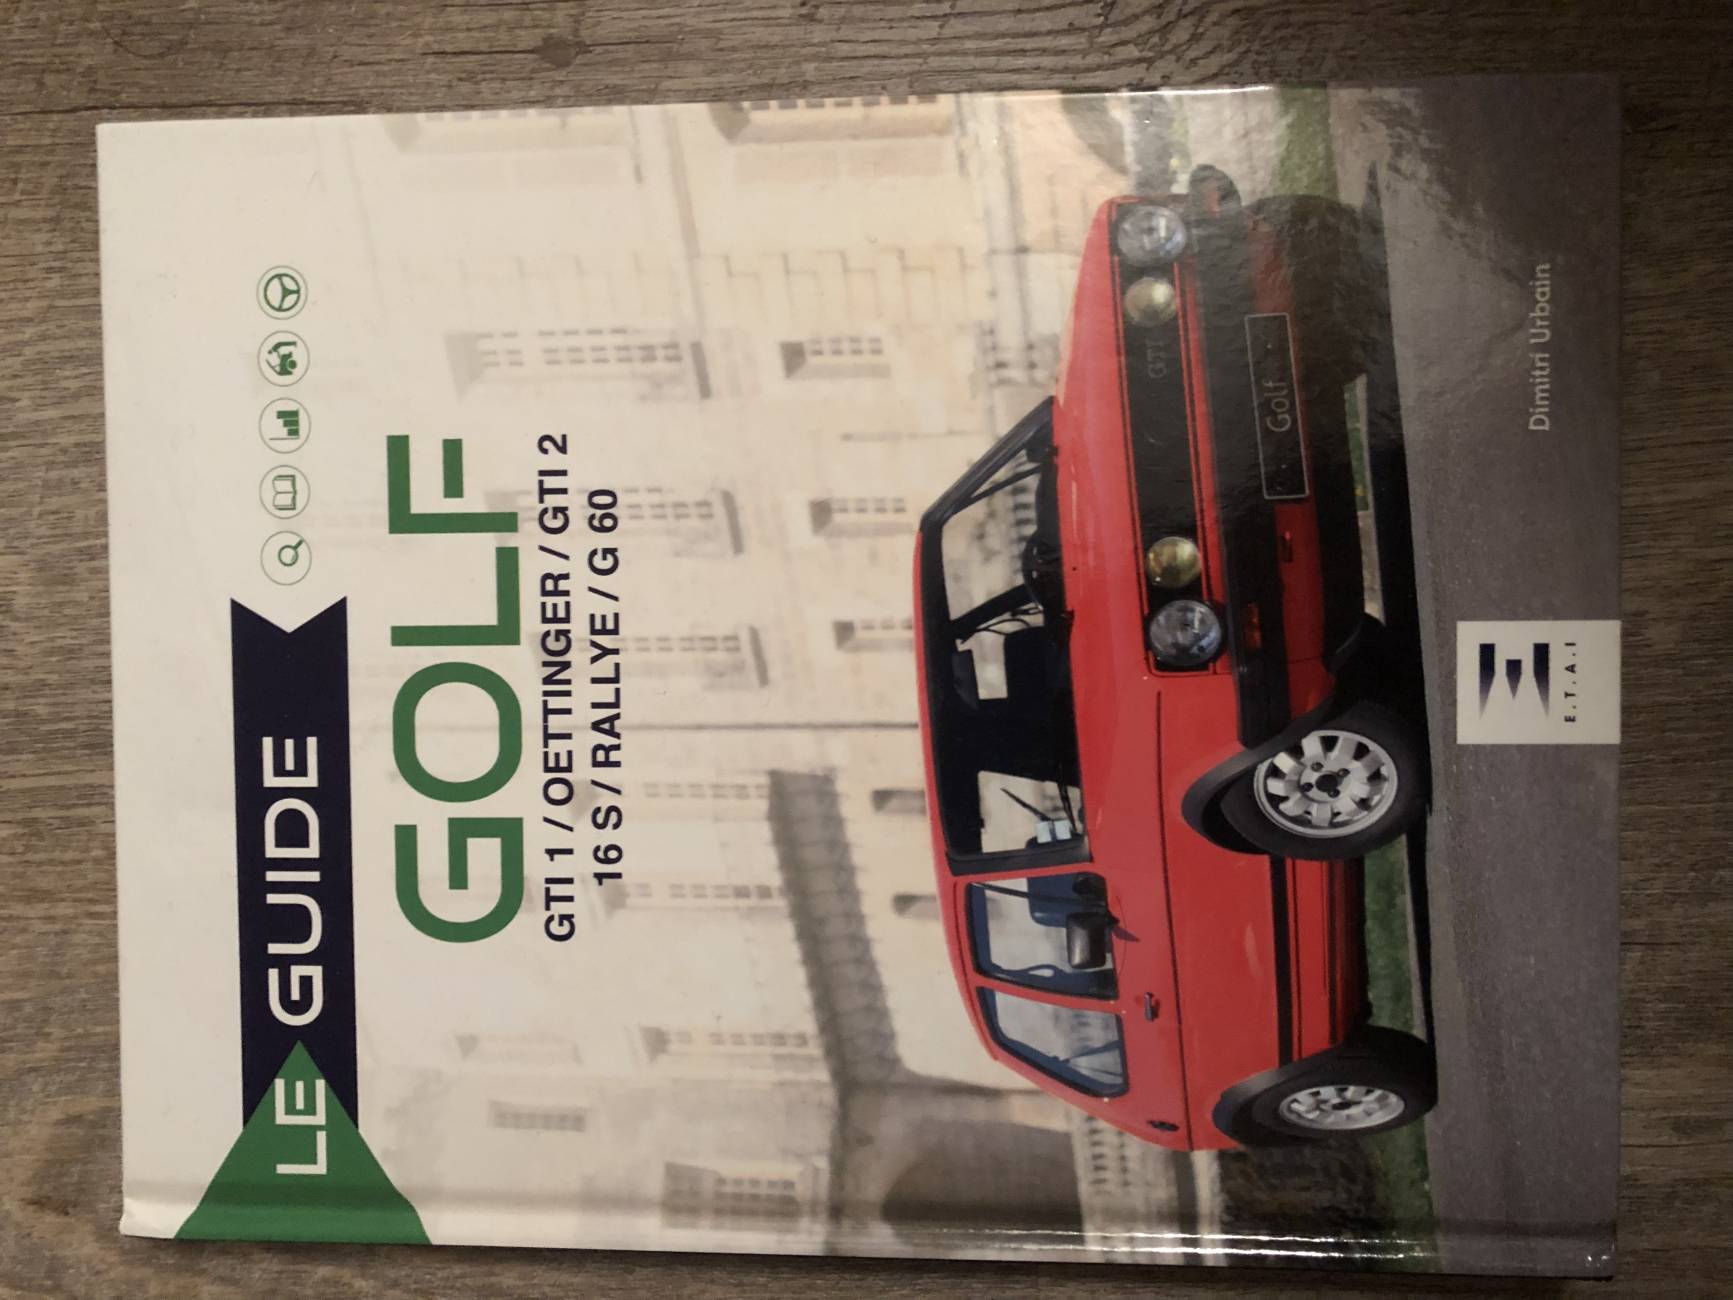 LE GUIDE
GOLF
GTI 1 / OETTINGER / GTI 2
16 S / RALLYE / G 60
GTI
Golf
Dimitri Urbain
E.T.A.I